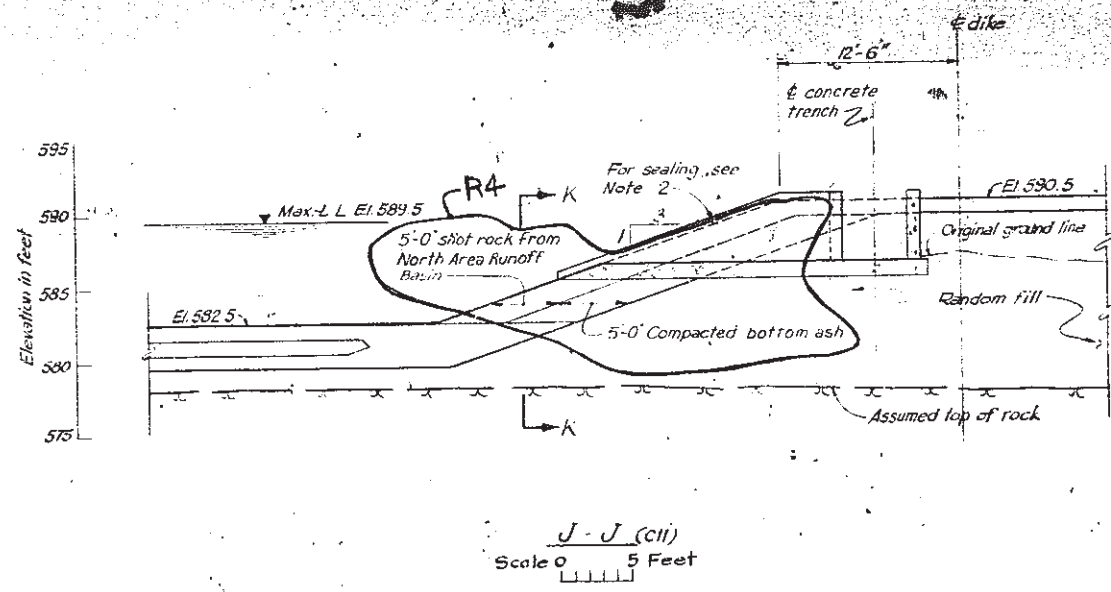 ℄ dike
12'-6"
℄ concrete
trench
595
590
585
580
575
Elevation in feet
R4
K
For sealing, see
Note 2
Max. L L El. 589.5
El. 590.5
3
1
5'-0" shot rock from
North Area Runoff
Basin
Original ground line
Random fill
El. 582.5
5'-0" Compacted bottom ash
K
Assumed top of rock
J - J (C11)
Scale 0 5 Feet